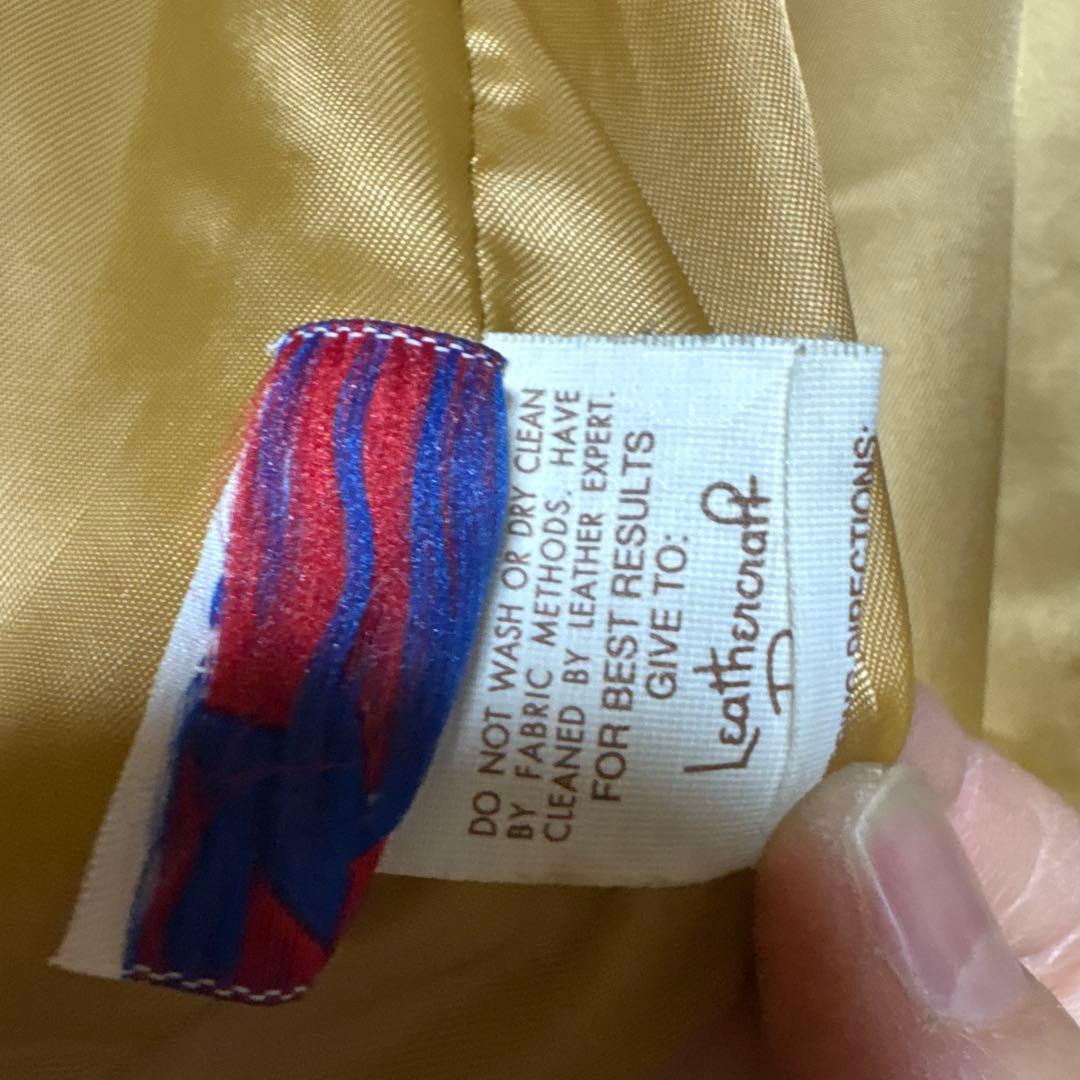 DO NOT WASH OR DRY CLEAN
BY FABRIC METHODS. HAVE
CLEANED BY LEATHER EXPERT.
FOR BEST RESULTS
GIVE TO:
Leathercraft
DIRECTIONS: